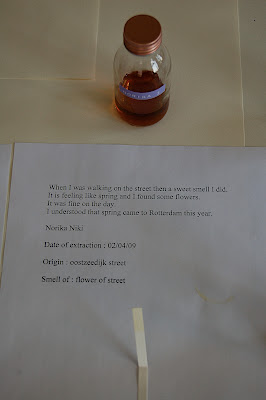 When I was walking on the street then a sweet smell I did.
It is feeling like spring and I found some flowers.
It was fine on the day.
I understood that spring came to Rotterdam this year.
Noriko Niki
Date of extraction : 02/04/09
Origin : oostzeedijk street
Smell of : flower of street